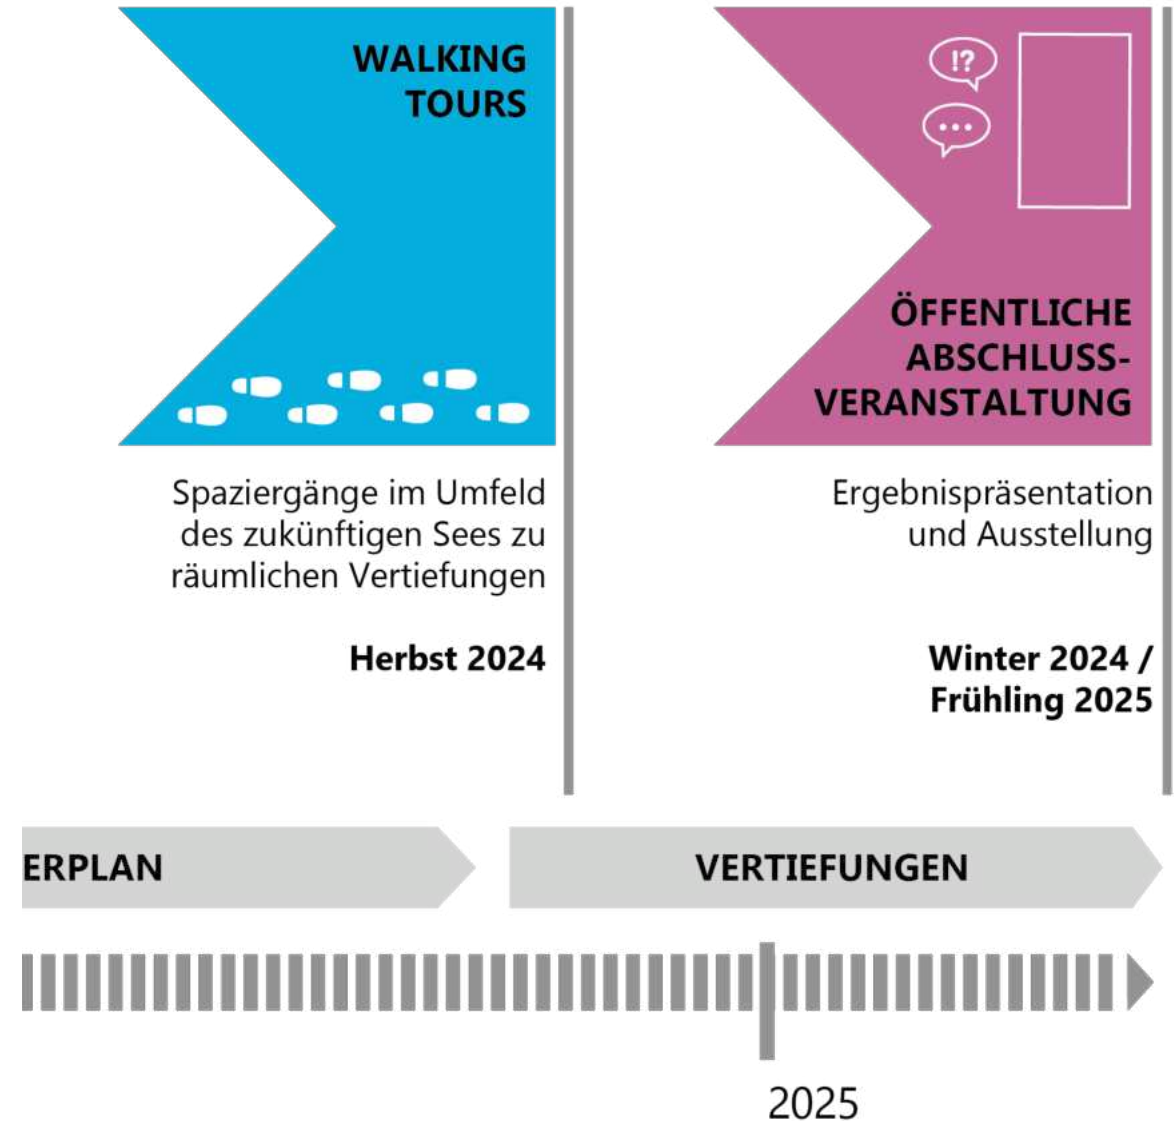 WALKING
TOURS
Spaziergänge im Umfeld
des zukünftigen Sees zu
räumlichen Vertiefungen
Herbst 2024
!?
...
ÖFFENTLICHE
ABSCHLUSS-
VERANSTALTUNG
Ergebnispräsentation
und Ausstellung
Winter 2024 /
Frühling 2025
ERPLAN
VERTIEFUNGEN
2025